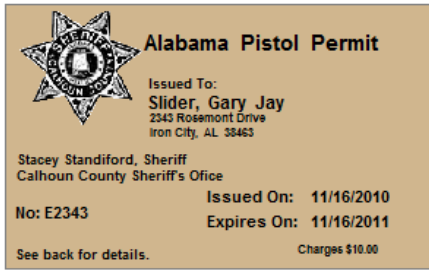 Alabama Pistol Permit
Issued To:
Slider, Gary Jay
2343 Rosemont Drive
Iron City, AL 38463
Stacey Standiford, Sheriff
Calhoun County Sheriff's Ofice
Issued On: 11/16/2010
No: E2343
Expires On: 11/16/2011
See back for details.
Charges $10.00